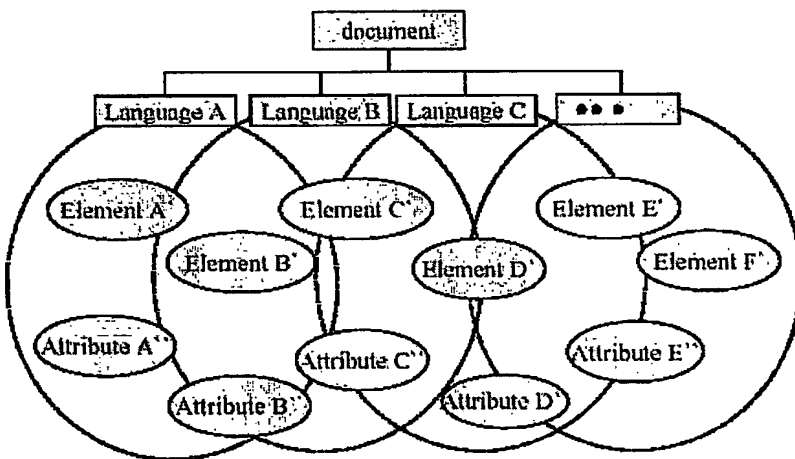 document
Language A Language B Language C •••
Element A' Element C' Element E'
Element B' Element D' Element F'
Attribute A'' Attribute C'' Attribute E''
Attribute B'' Attribute D'